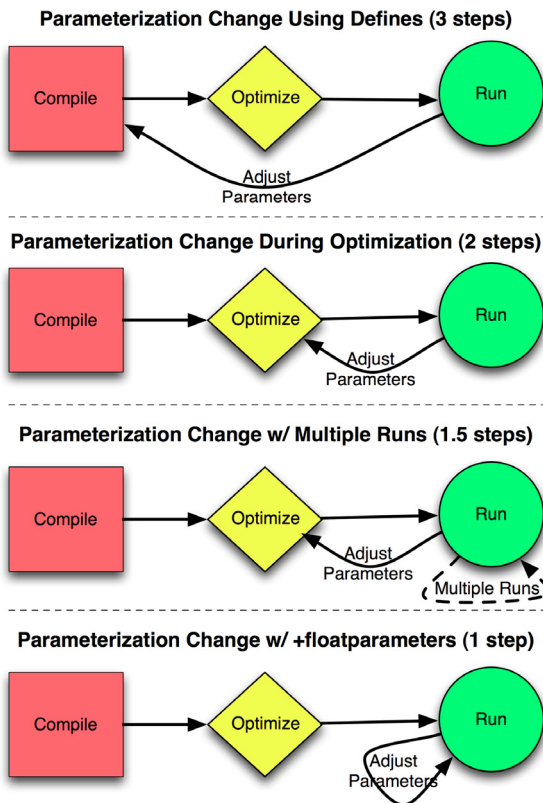 Parameterization Change Using Defines (3 steps)
Compile
Optimize
Run
Adjust
Parameters
Parameterization Change During Optimization (2 steps)
Compile
Optimize
Run
Adjust
Parameters
Parameterization Change w/ Multiple Runs (1.5 steps)
Compile
Optimize
Run
Adjust
Parameters
Multiple Runs
Parameterization Change w/ +floatparameters (1 step)
Compile
Optimize
Run
Adjust
Parameters